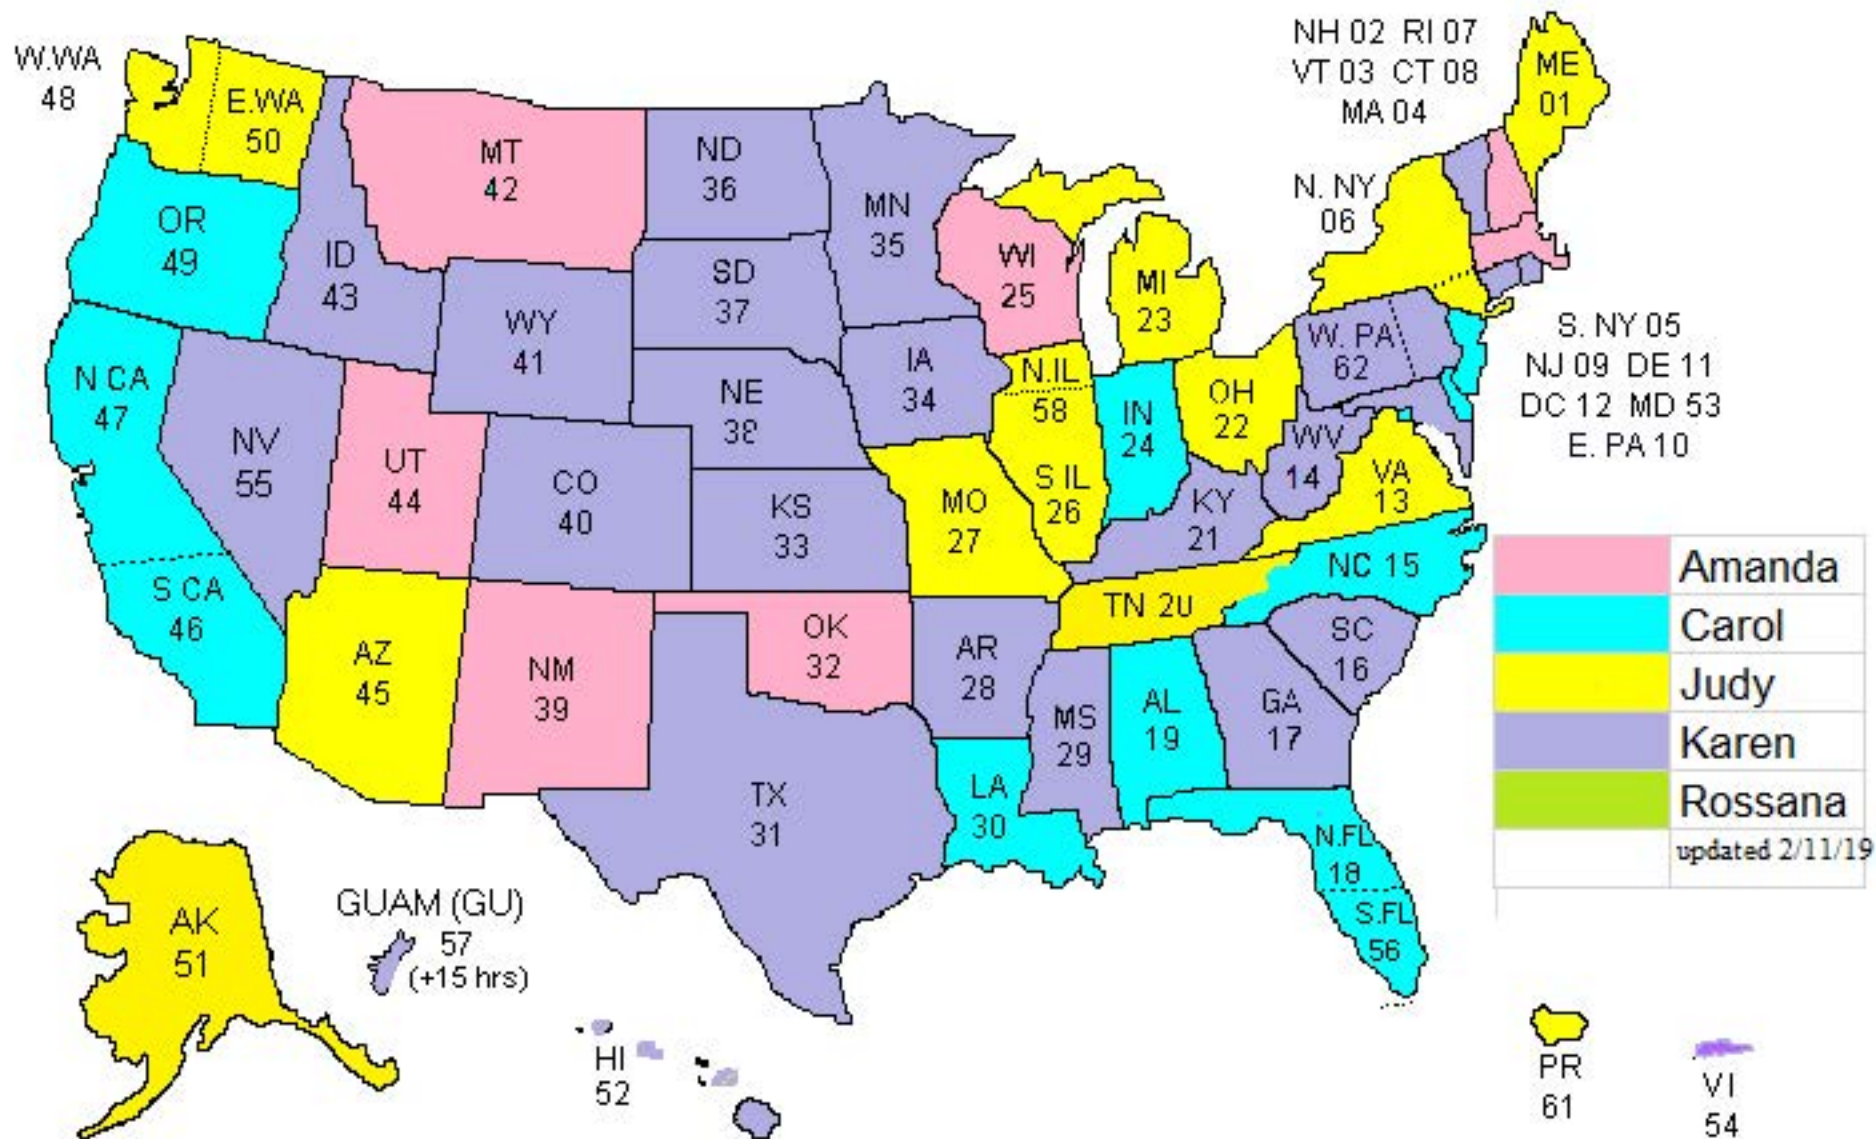 NH 02 RI 07
VT 03 CT 08
MA 04
ME
01
W.WA
48
E.WA
50
MT
42
ND
36
MN
35
N. NY
06
OR
49
ID
43
SD
37
WI
25
MI
23
WY
41
W. PA
62
S. NY 05
NJ 09 DE 11
DC 12 MD 53
E. PA 10
N CA
47
NV
55
UT
44
CO
40
NE
38
IA
34
N.IL
58
S IL
26
IN
24
OH
22
WV
14
VA
13
KS
33
MO
27
KY
21
NC 15
TN 20
S CA
46
AZ
45
NM
39
OK
32
AR
28
SC
16
MS
29
AL
19
GA
17
TX
31
LA
30
N.FL
18
S.FL
56
Amanda
Carol
Judy
Karen
Rossana
updated 2/11/19
AK
51
GUAM (GU)
57
(+15 hrs)
HI
52
PR
61
VI
54